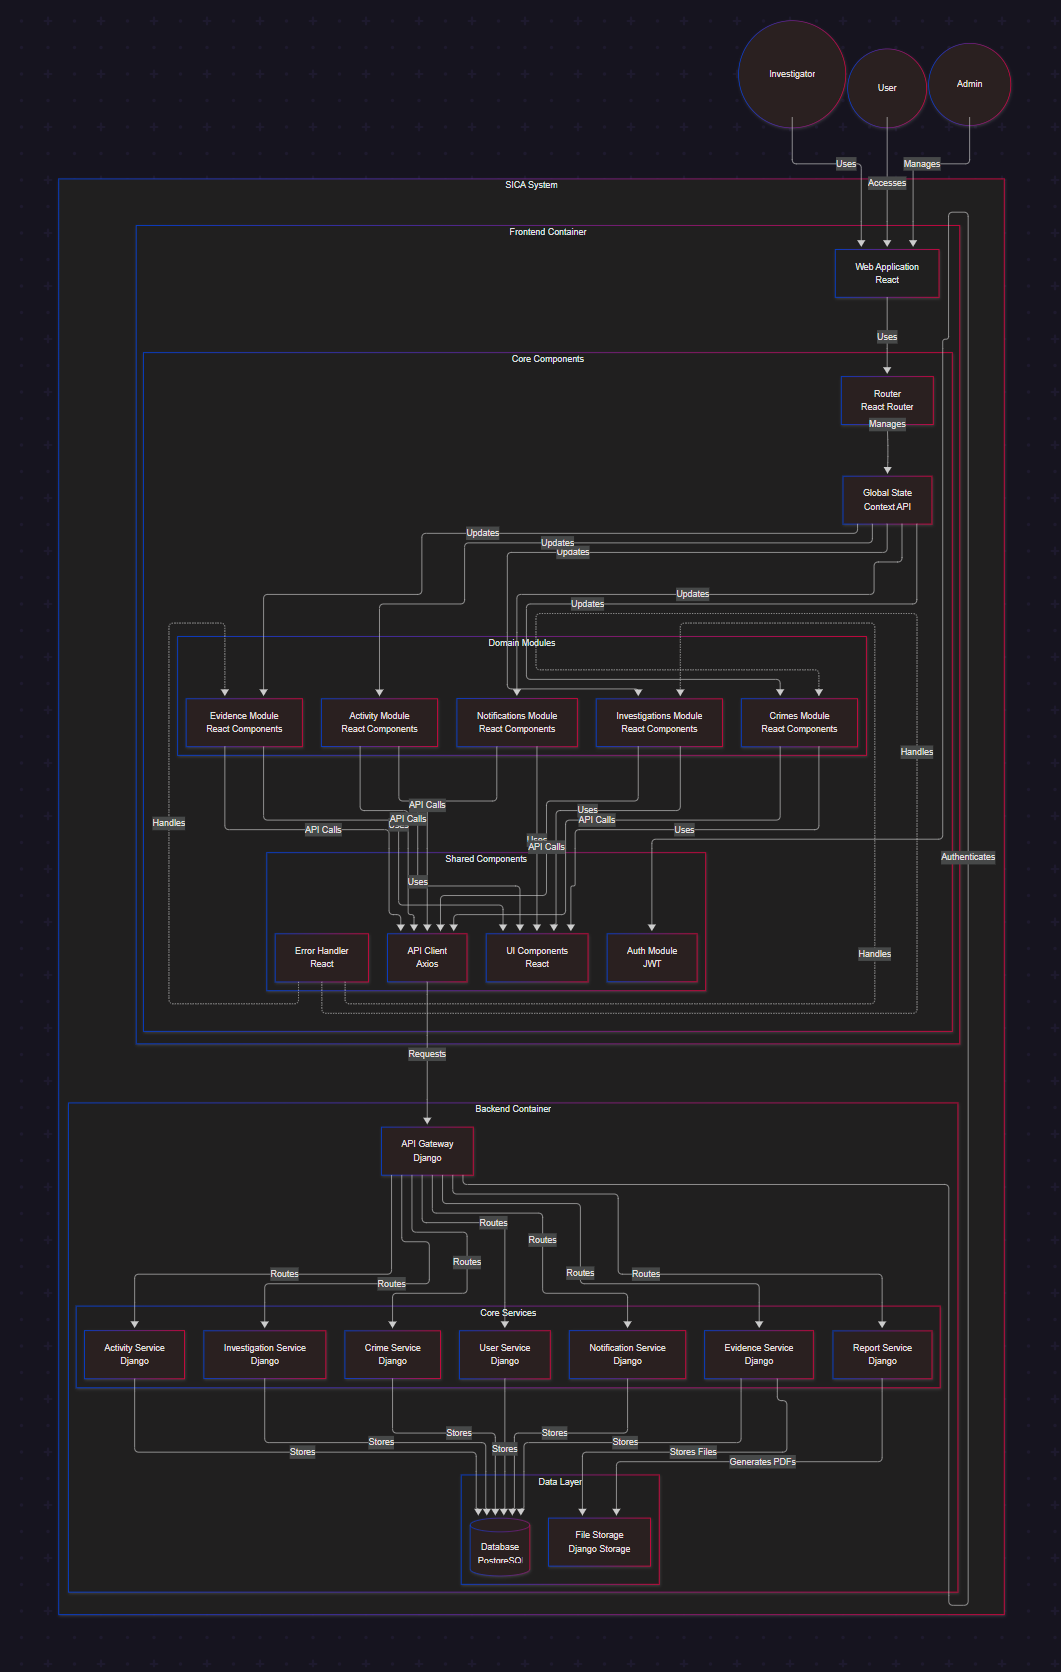 Investigator
User
Admin
Uses
Manages
Accesses
SICA System
Frontend Container
Web Application
React
Uses
Core Components
Router
React Router
Manages
Global State
Context API
Updates
Updates
Updates
Updates
Updates
Domain Modules
Evidence Module
React Components
Activity Module
React Components
Notifications Module
React Components
Investigations Module
React Components
Crimes Module
React Components
Handles
API Calls
Uses
API Calls
API Calls
Handles
Uses
API Calls
Uses
Uses
API Calls
Authenticates
Shared Components
Uses
Error Handler
React
API Client
Axios
UI Components
React
Auth Module
JWT
Handles
Requests
Backend Container
API Gateway
Django
Routes
Routes
Routes
Routes
Routes
Routes
Routes
Core Services
Activity Service
Django
Investigation Service
Django
Crime Service
Django
User Service
Django
Notification Service
Django
Evidence Service
Django
Report Service
Django
Stores
Stores
Stores
Stores
Stores
Stores
Stores Files
Generates PDFs
Data Layer
Database
PostgreSQL
File Storage
Django Storage